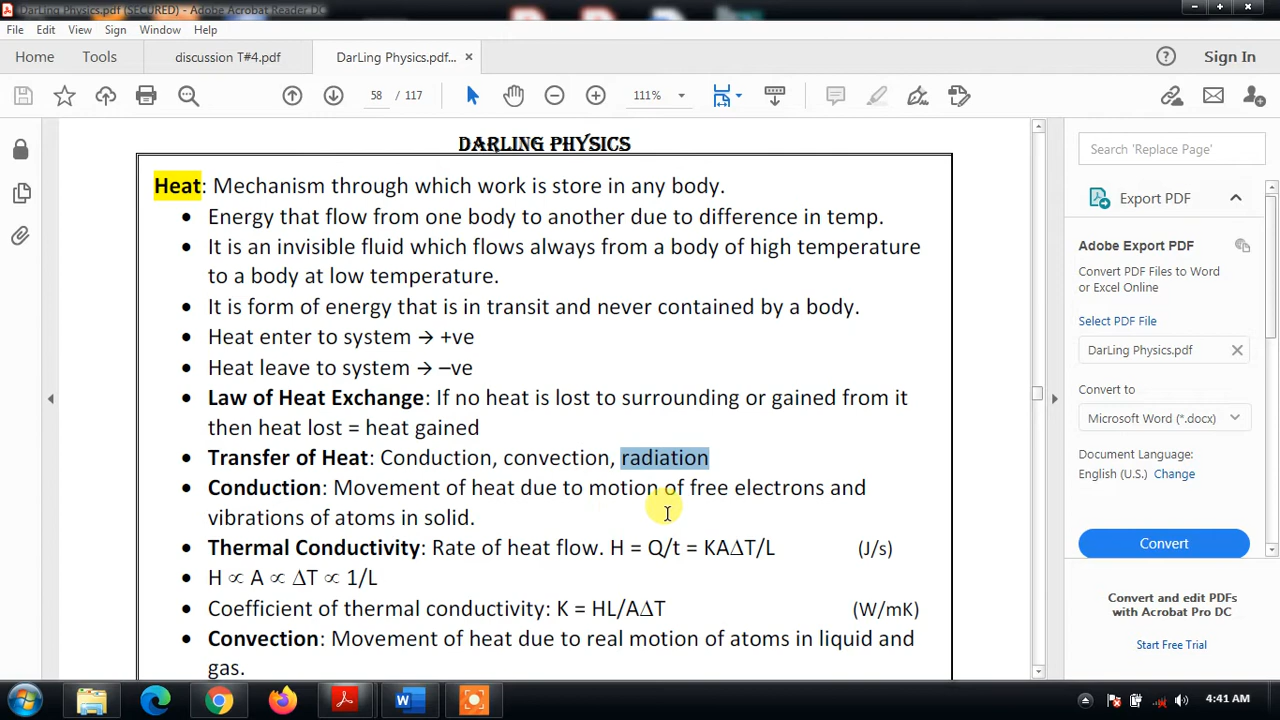 DarLing Physics.pdf (SECURED) - Adobe Acrobat Reader DC
File Edit View Sign Window Help
Home Tools discussion T#4.pdf DarLing Physics.pdf... × Sign In
58 / 117 111%
DARLING PHYSICS
Heat: Mechanism through which work is store in any body.
• Energy that flow from one body to another due to difference in temp.
• It is an invisible fluid which flows always from a body of high temperature
to a body at low temperature.
• It is form of energy that is in transit and never contained by a body.
• Heat enter to system → +ve
• Heat leave to system → –ve
• Law of Heat Exchange: If no heat is lost to surrounding or gained from it
then heat lost = heat gained
• Transfer of Heat: Conduction, convection, radiation
• Conduction: Movement of heat due to motion of free electrons and
vibrations of atoms in solid.
• Thermal Conductivity: Rate of heat flow. H = Q/t = KAΔT/L (J/s)
• H ∝ A ∝ ΔT ∝ 1/L
• Coefficient of thermal conductivity: K = HL/AΔT (W/mK)
• Convection: Movement of heat due to real motion of atoms in liquid and
gas.
Search 'Replace Page'
Export PDF
Adobe Export PDF
Convert PDF Files to Word
or Excel Online
Select PDF File
DarLing Physics.pdf
Convert to
Microsoft Word (*.docx)
Document Language:
English (U.S.) Change
Convert
Convert and edit PDFs
with Acrobat Pro DC
Start Free Trial
4:41 AM